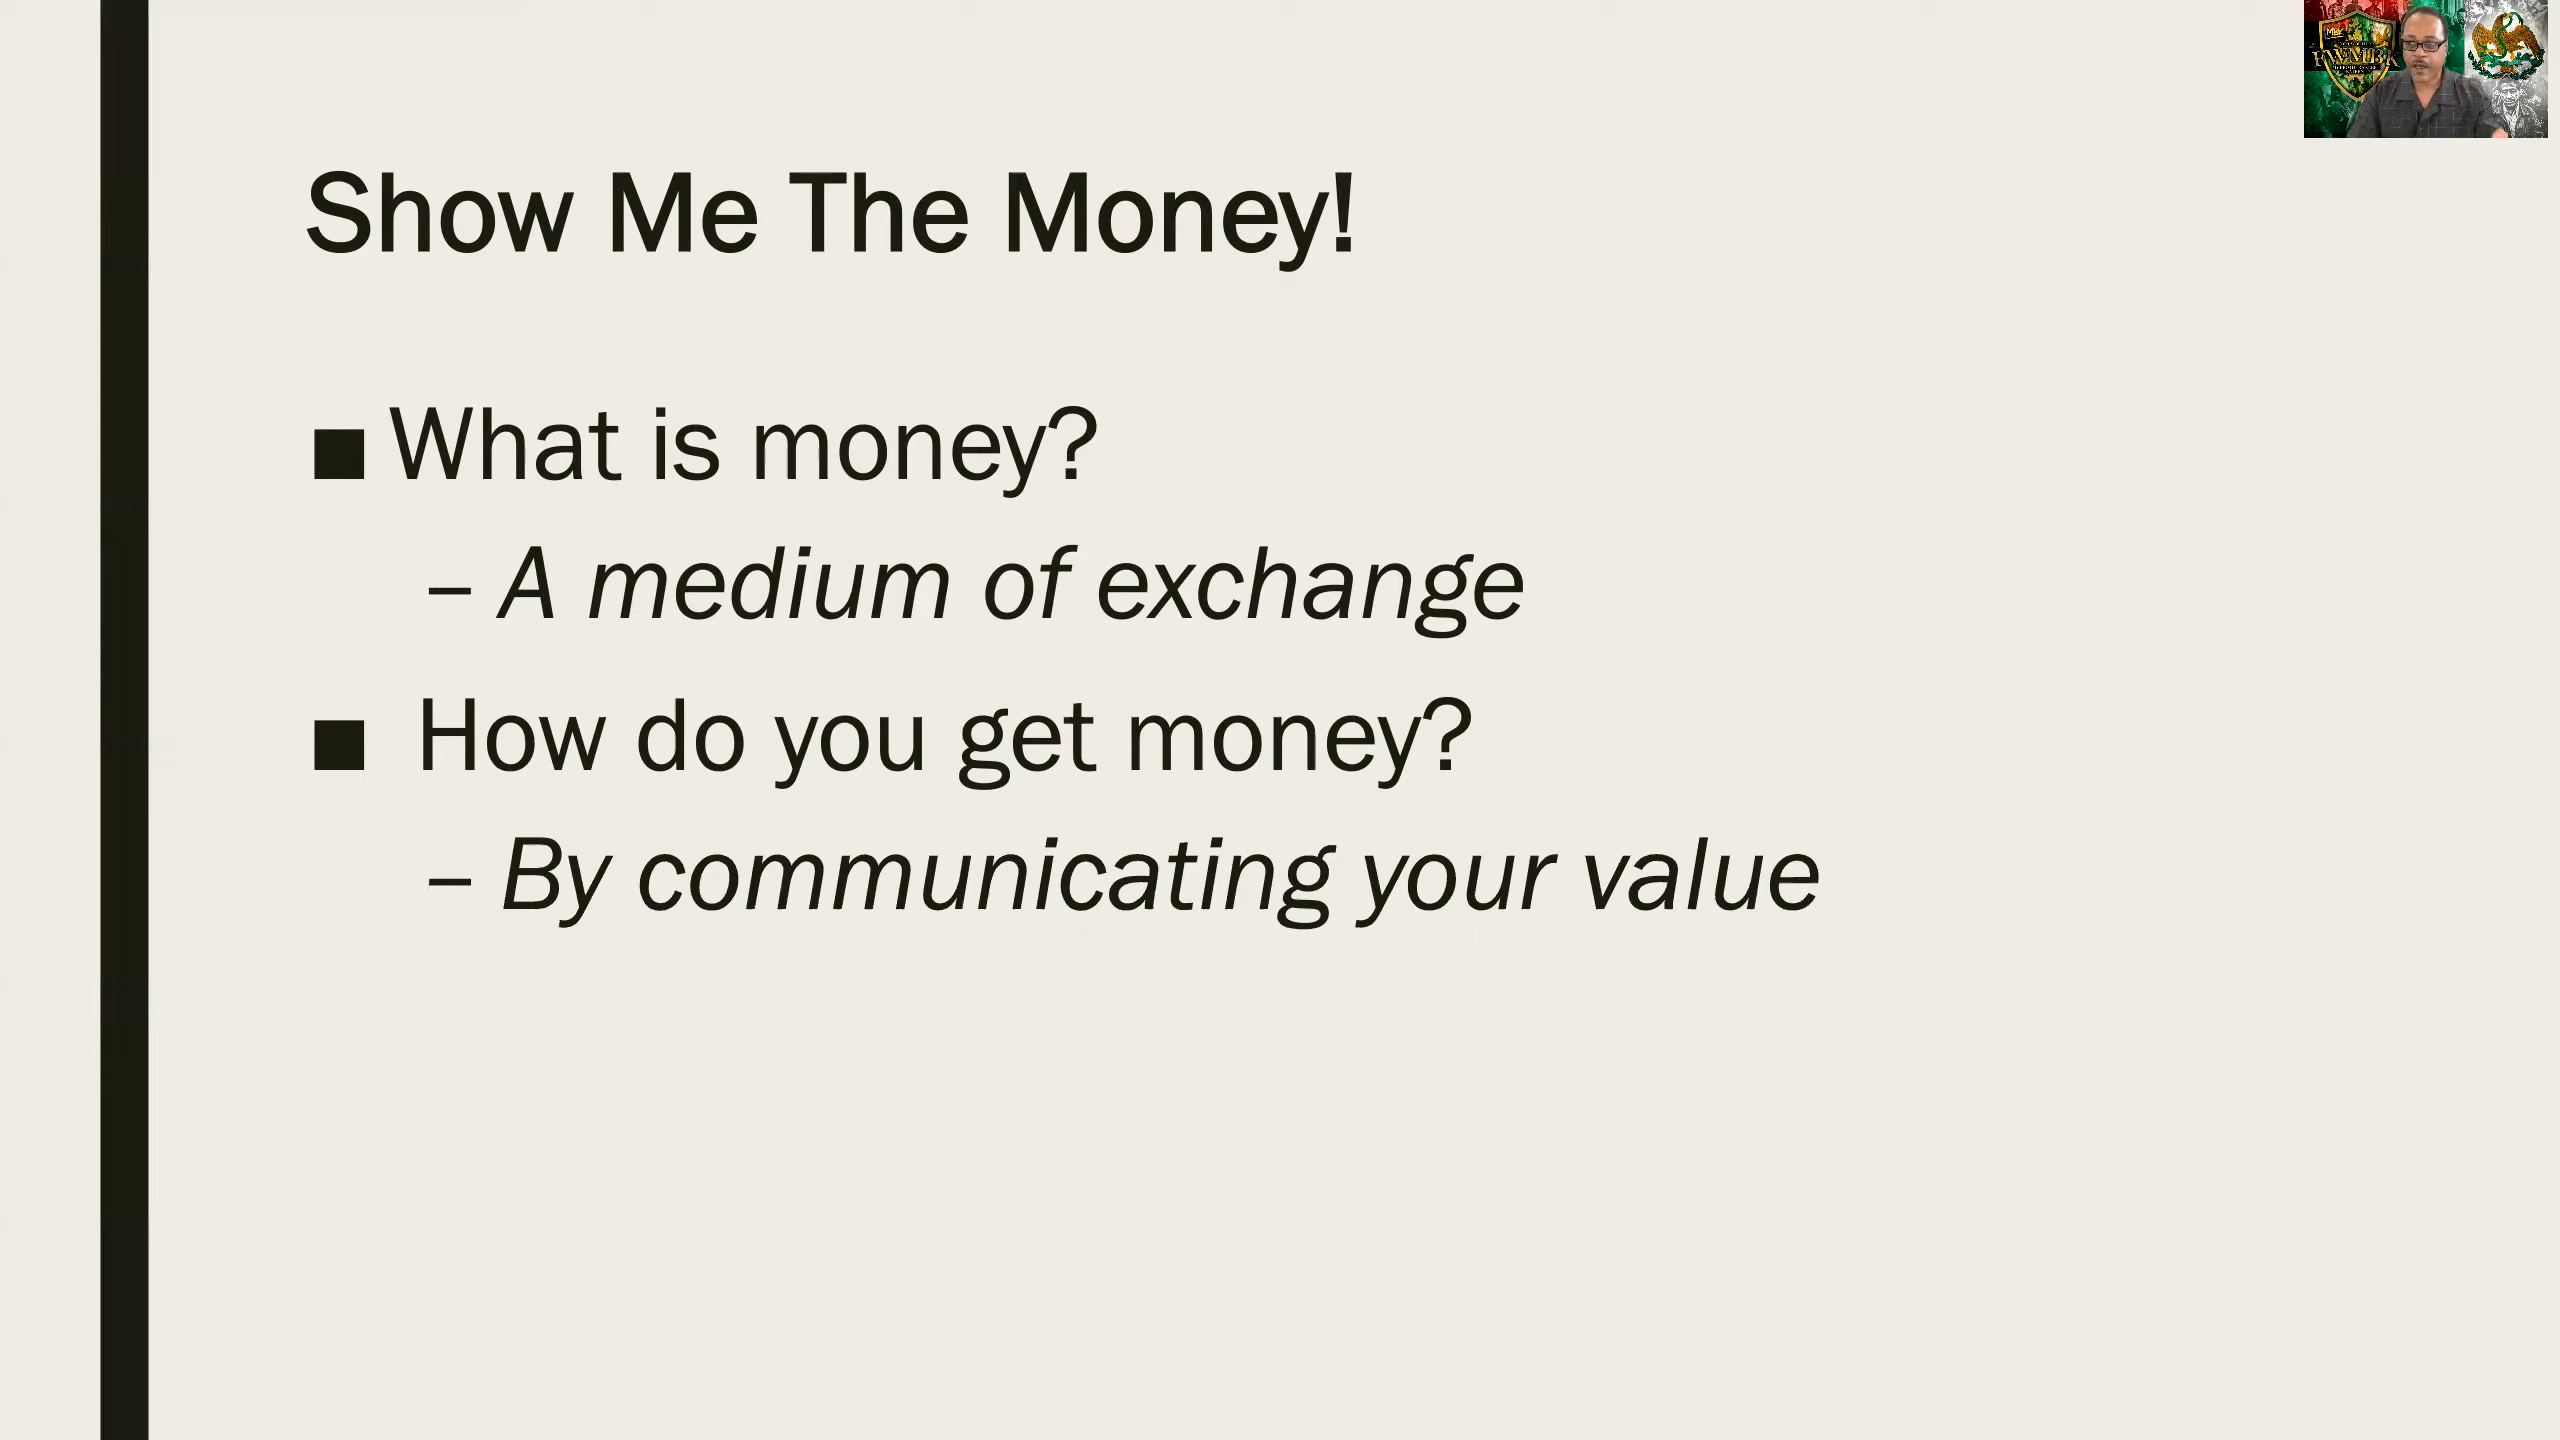 Show Me The Money!
■ What is money?
– A medium of exchange
■ How do you get money?
– By communicating your value